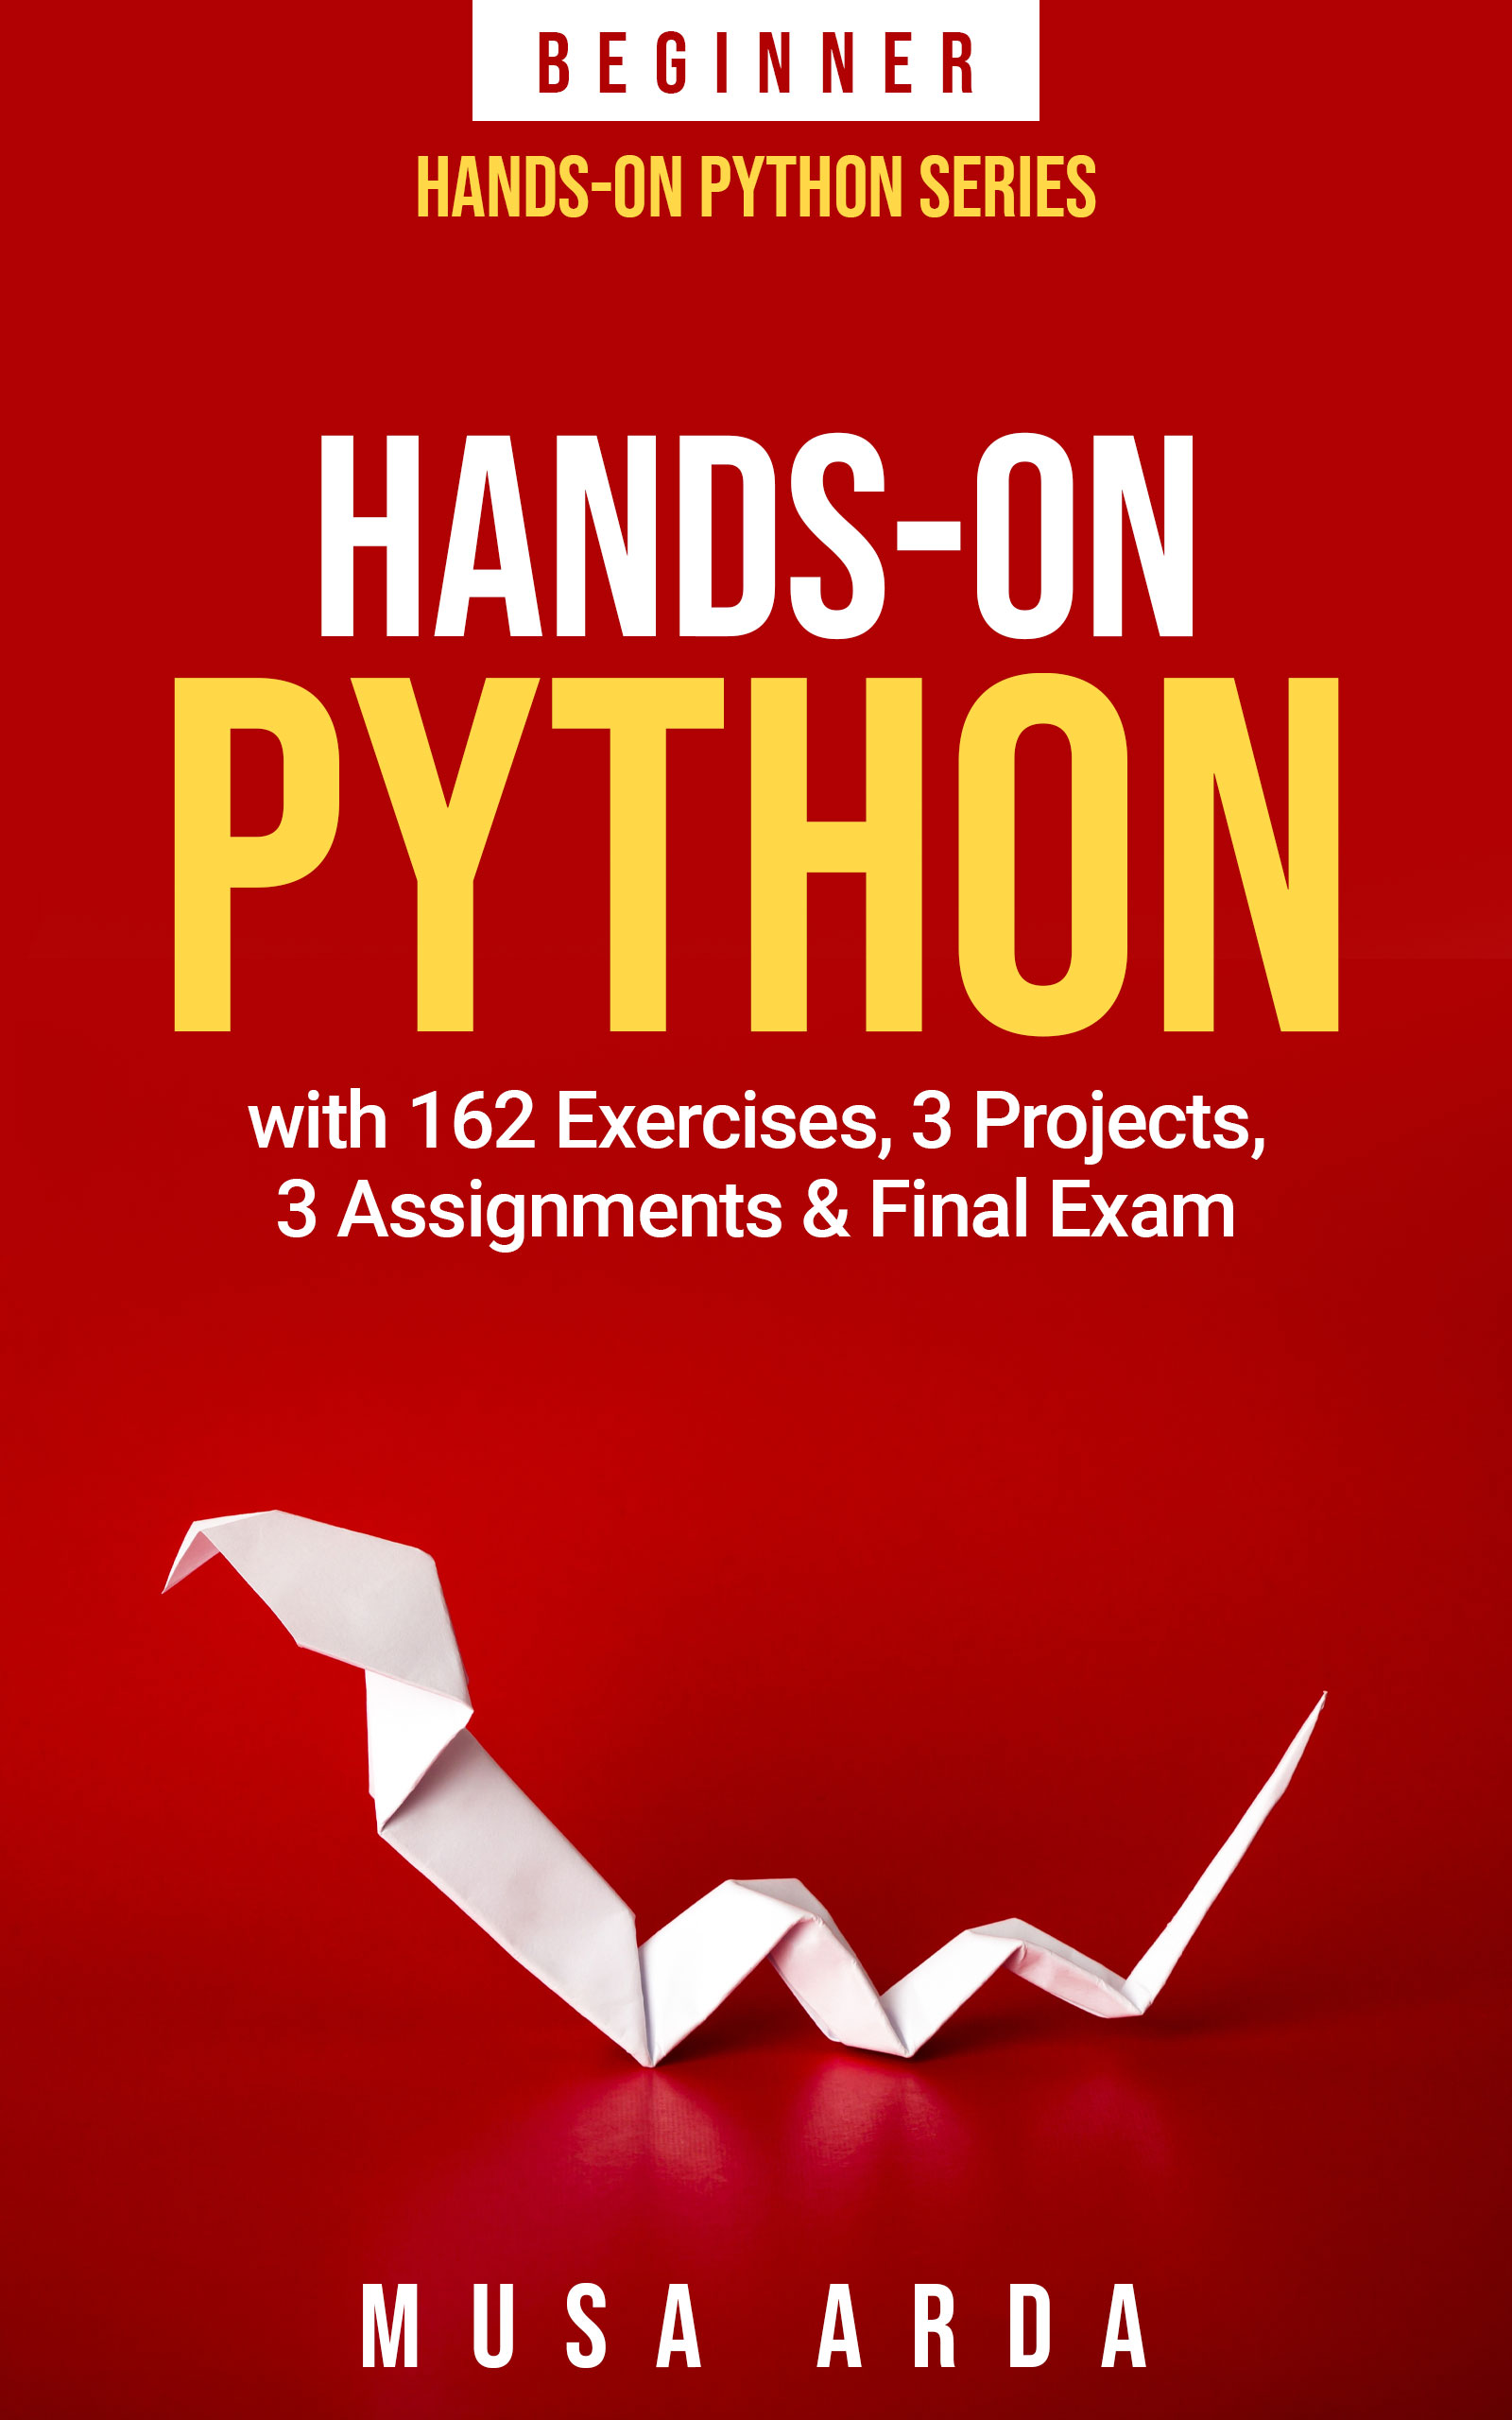 BEGINNER
HANDS-ON PYTHON SERIES
HANDS-ON
PYTHON
with 162 Exercises, 3 Projects,
3 Assignments & Final Exam
MUSA ARDA